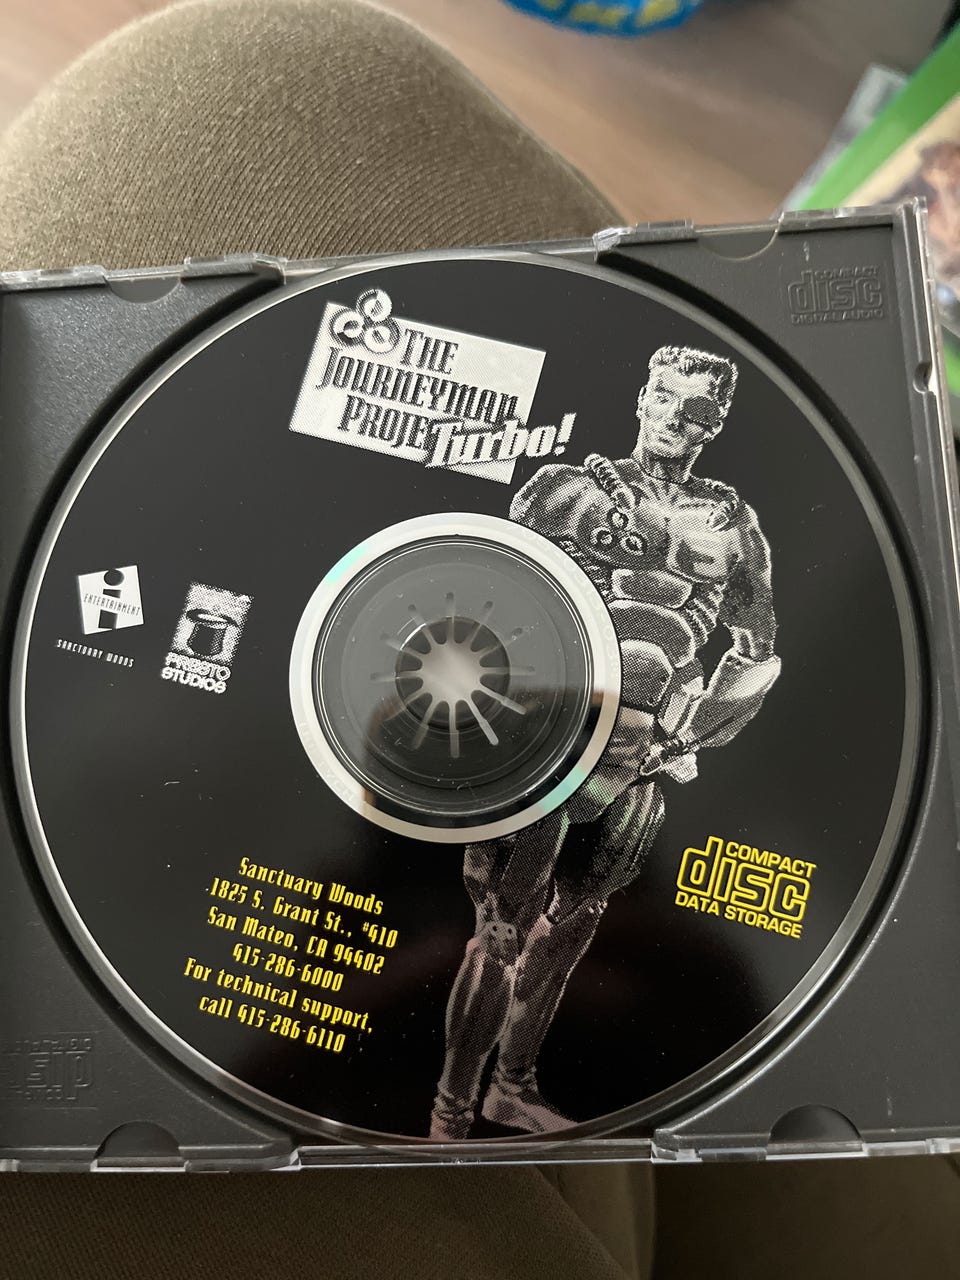 THE
JOURNEYMAN
PROJE Turbo!
COMPACT
disc
DIGITAL AUDIO
i
ENTERTAINMENT
SANCTUARY WOODS
PRESTO
STUDIOS
Sanctuary Woods
1825 S. Grant St., #410
San Mateo, CA 94402
415-286-6000
For technical support,
call 415-286-6110
COMPACT
disc
DATA STORAGE